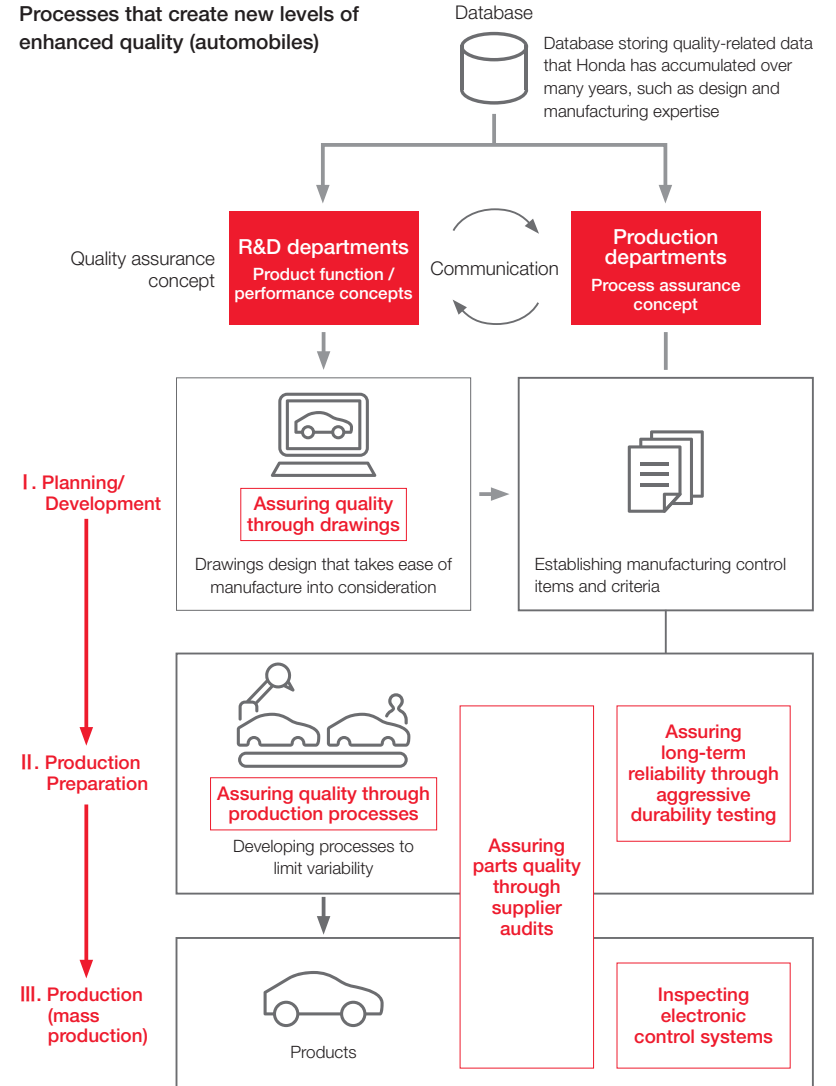 Processes that create new levels of
enhanced quality (automobiles)
Database
Database storing quality-related data
that Honda has accumulated over
many years, such as design and
manufacturing expertise
Quality assurance
concept
R&D departments
Product function /
performance concepts
Communication
Production
departments
Process assurance
concept
I. Planning/
Development
Assuring quality
through drawings
Drawings design that takes ease of
manufacture into consideration
Establishing manufacturing control
items and criteria
II. Production
Preparation
Assuring quality through
production processes
Developing processes to
limit variability
Assuring
parts quality
through
supplier
audits
Assuring
long-term
reliability through
aggressive
durability testing
III. Production
(mass
production)
Products
Inspecting
electronic
control systems